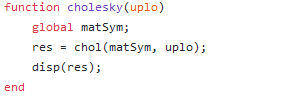 function cholesky(uplo)
    global matSym;
    res = chol(matSym, uplo);
    disp(res);
end